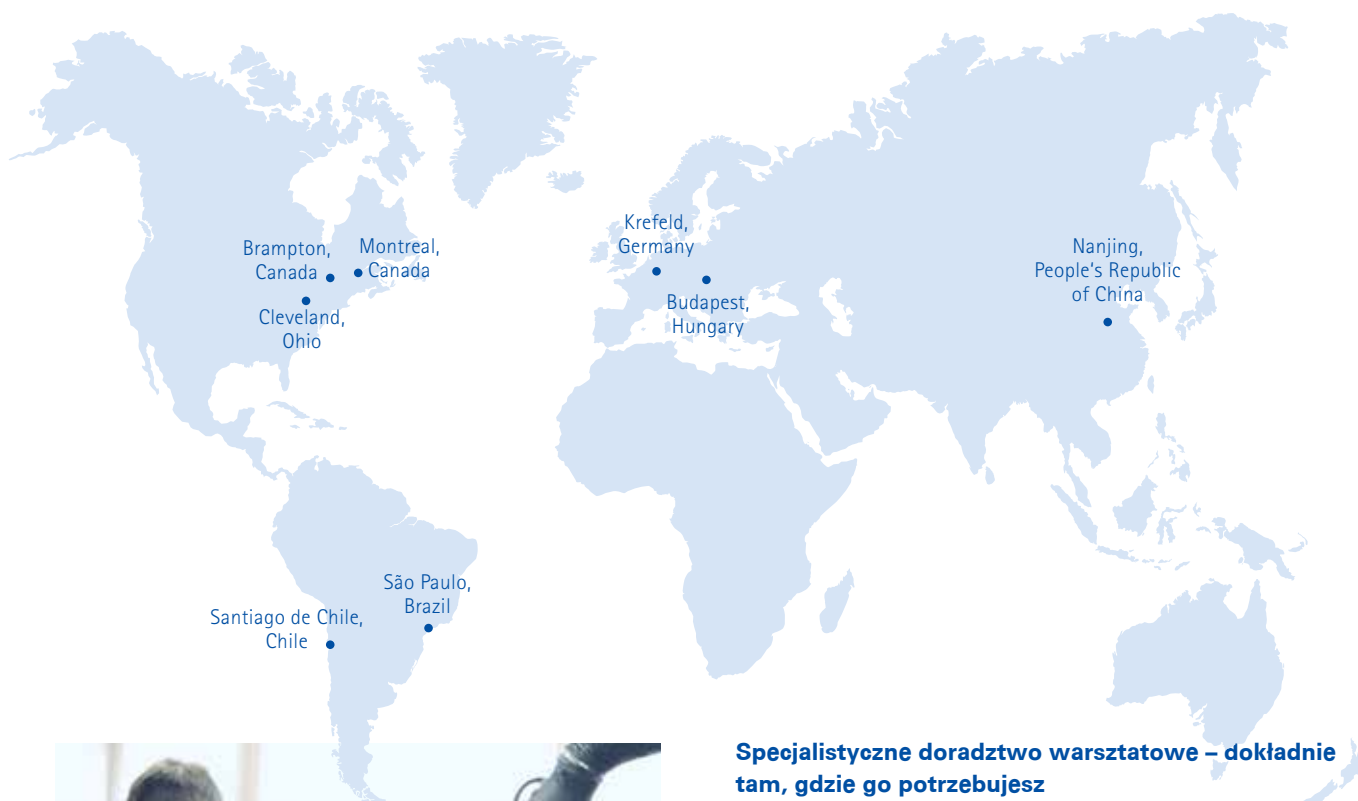 Krefeld,
Germany
Brampton,
Canada
Montreal,
Canada
Nanjing,
People‘s Republic
of China
Budapest,
Hungary
Cleveland,
Ohio
São Paulo,
Brazil
Santiago de Chile,
Chile
Specjalistyczne doradztwo warsztatowe – dokładnie
tam, gdzie go potrzebujesz